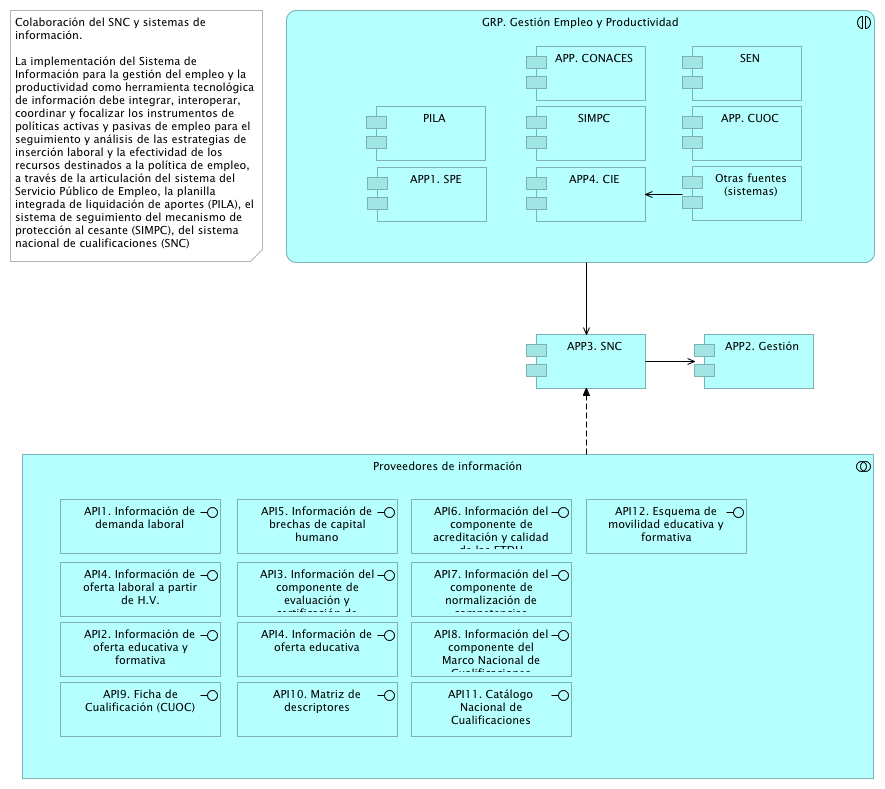 Colaboración del SNC y sistemas de
información.
La implementación del Sistema de
Información para la gestión del empleo y la
productividad como herramienta tecnológica
de información debe integrar, interoperar,
coordinar y focalizar los instrumentos de
políticas activas y pasivas de empleo para el
seguimiento y análisis de las estrategias de
inserción laboral y la efectividad de los
recursos destinados a la política de empleo,
a través de la articulación del sistema del
Servicio Público de Empleo, la planilla
integrada de liquidación de aportes (PILA), el
sistema de seguimiento del mecanismo de
protección al cesante (SIMPC), del sistema
nacional de cualificaciones (SNC)
GRP. Gestión Empleo y Productividad
APP. CONACES
SEN
PILA
SIMPC
APP. CUOC
APP1. SPE
APP4. CIE
Otras fuentes
(sistemas)
APP3. SNC
APP2. Gestión
Proveedores de información
API1. Información de
demanda laboral
API5. Información de
brechas de capital
humano
API6. Información del
componente de
acreditación y calidad
API12. Esquema de
movilidad educativa y
formativa
API4. Información de
oferta laboral a partir
de H.V.
API3. Información del
componente de
evaluación y
API7. Información del
componente de
normalización de
API2. Información de
oferta educativa y
formativa
API4. Información de
oferta educativa
API8. Información del
componente del
Marco Nacional de
API9. Ficha de
Cualificación (CUOC)
API10. Matriz de
descriptores
API11. Catálogo
Nacional de
Cualificaciones